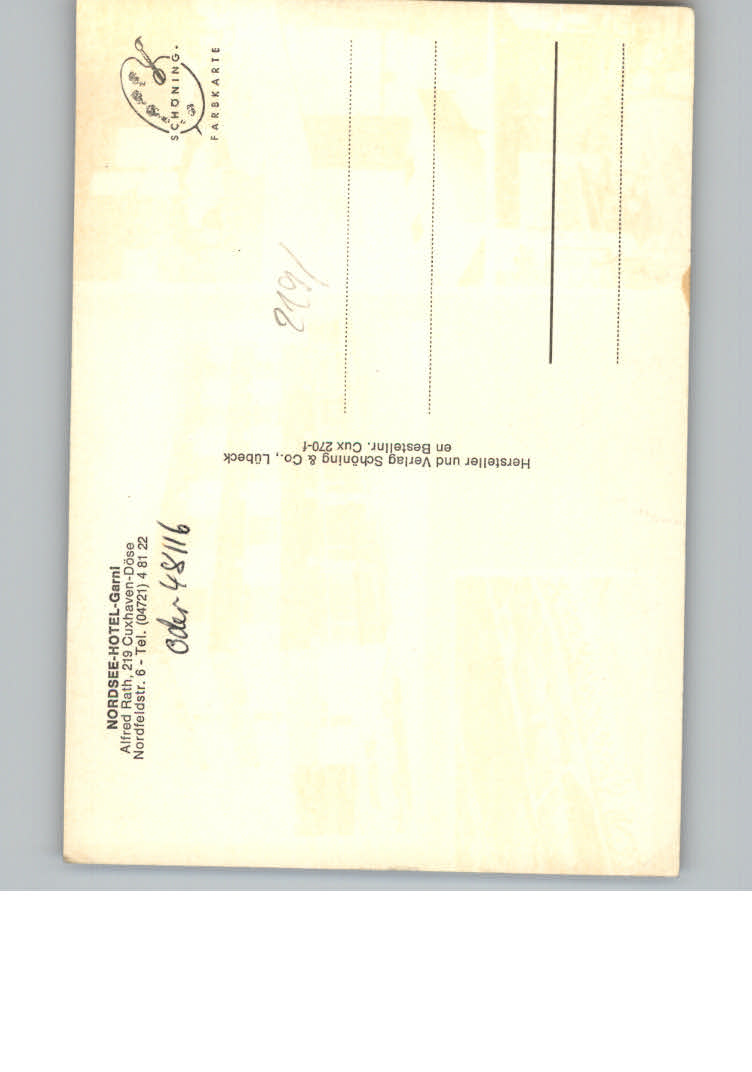 NORDSEE-HOTEL-Garni
Alfred Rath, 219 Cuxhaven-Döse
Nordfeldstr. 6 - Tel. (04721) 4 81 22
oder 48116
SCHÖNING-
FARBKARTE
2191
Hersteller und Verlag Schöning & Co., Lübeck
en Bestellnr. Cux 270-f